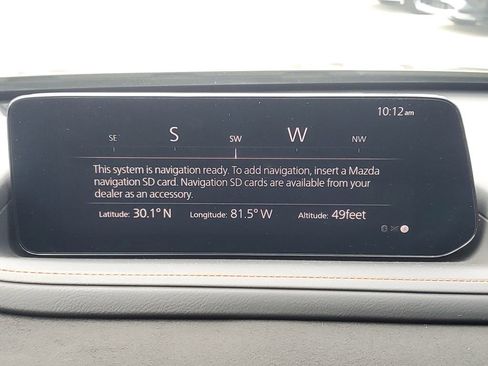 10:12am
SE S SW W NW
This system is navigation ready. To add navigation, insert a Mazda
navigation SD card. Navigation SD cards are available from your
dealer as an accessory.
Latitude: 30.1° N Longitude: 81.5° W Altitude: 49feet